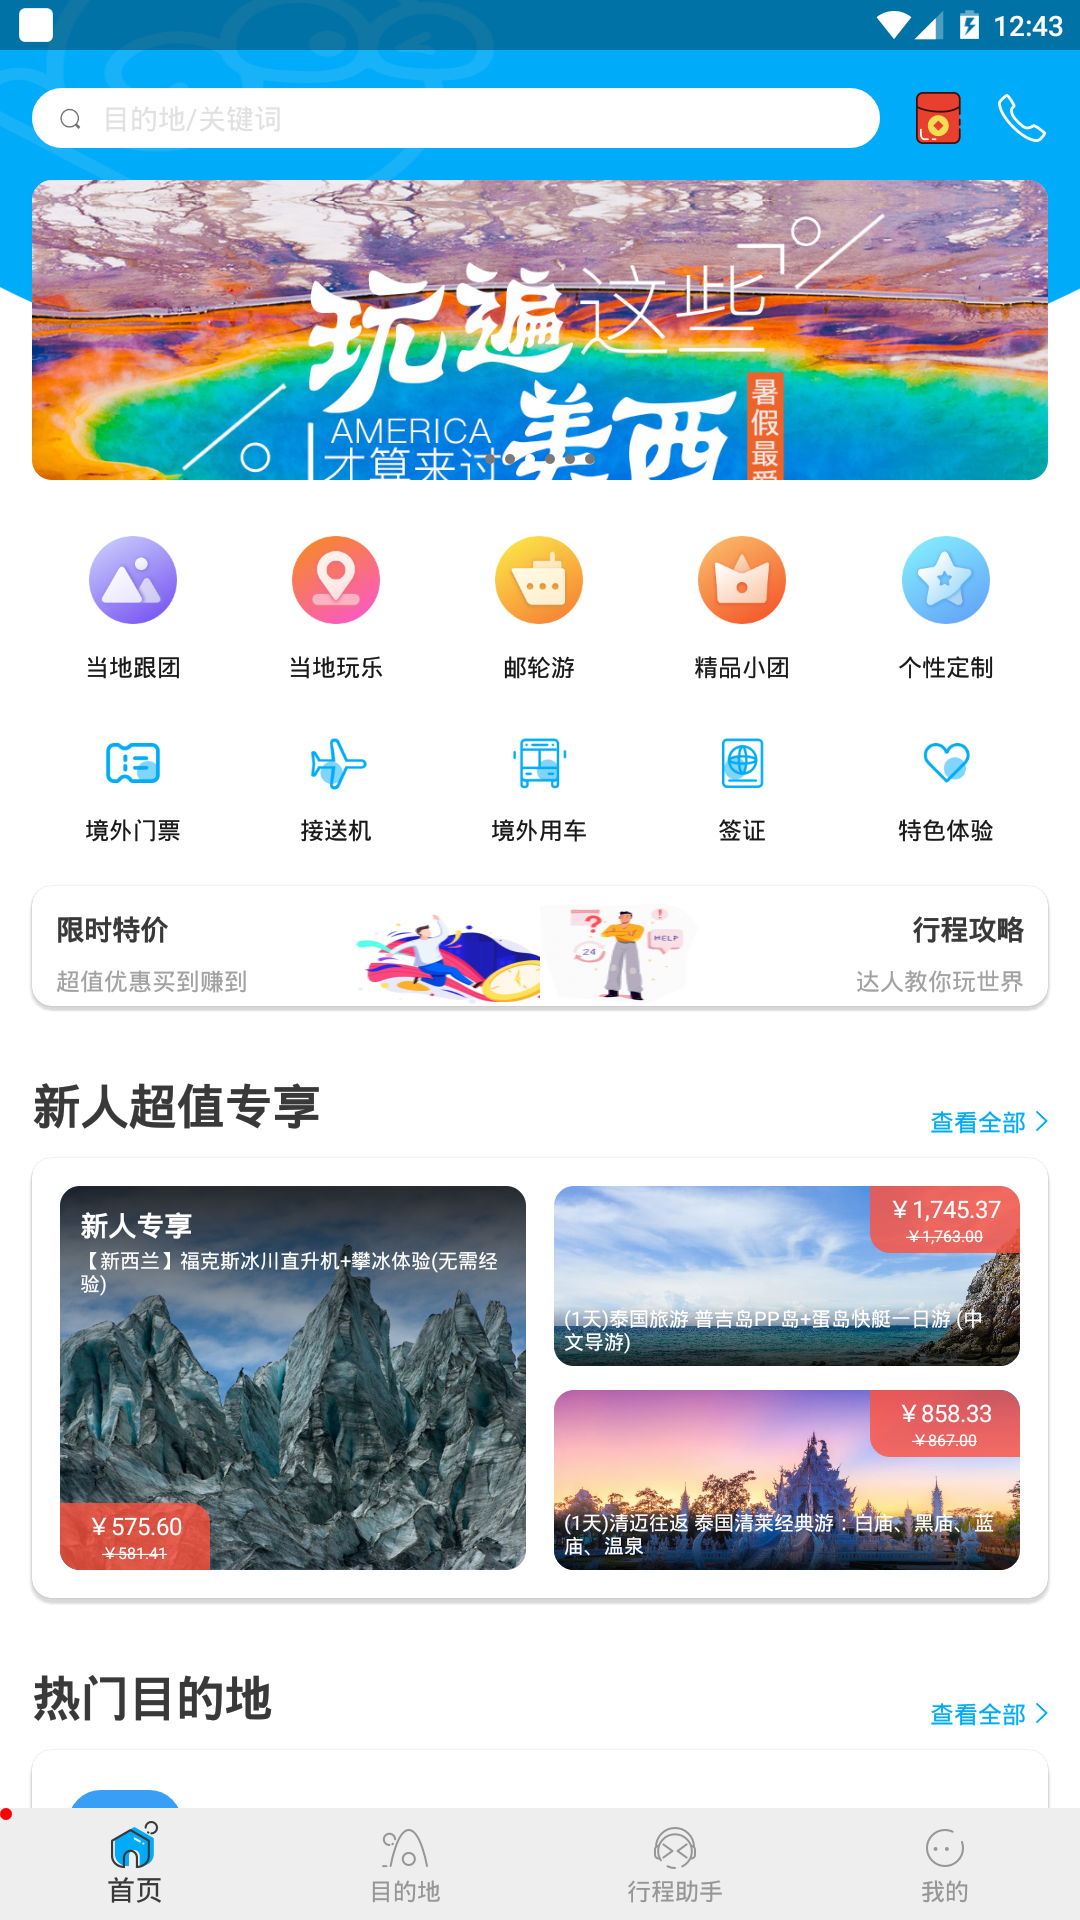 12:43
目的地/关键词
玩遍这些
美西
AMERICA
才算来过
暑假最爱
当地跟团
当地玩乐
邮轮游
精品小团
个性定制
境外门票
接送机
境外用车
签证
特色体验
限时特价
超值优惠买到赚到
24
HELP
行程攻略
达人教你玩世界
新人超值专享
查看全部
新人专享
【新西兰】福克斯冰川直升机+攀冰体验(无需经
验)
¥575.60
¥581.41
¥1,745.37
¥1,763.00
(1天)泰国旅游 普吉岛PP岛+蛋岛快艇一日游 (中
文导游)
¥858.33
¥867.00
(1天)清迈往返 泰国清莱经典游：白庙、黑庙、蓝
庙、温泉
热门目的地
查看全部
首页
目的地
行程助手
我的